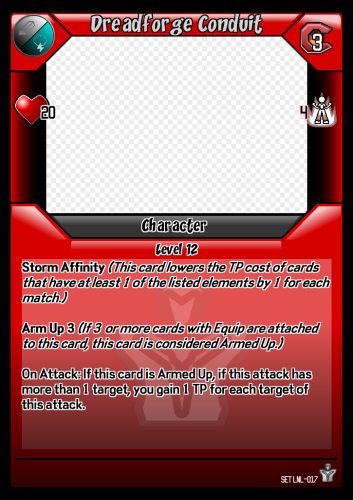 Dreadforge Conduit
3
20
4
Character
Level 12
Storm Affinity (This card lowers the TP cost of cards
that have at least 1 of the listed elements by 1 for each
match.)
Arm Up 3 (If 3 or more cards with Equip are attached
to this card, this card is considered Armed Up.)
On Attack: If this card is Armed Up, if this attack has
more than 1 target, you gain 1 TP for each target of
this attack.
SET LNL-017